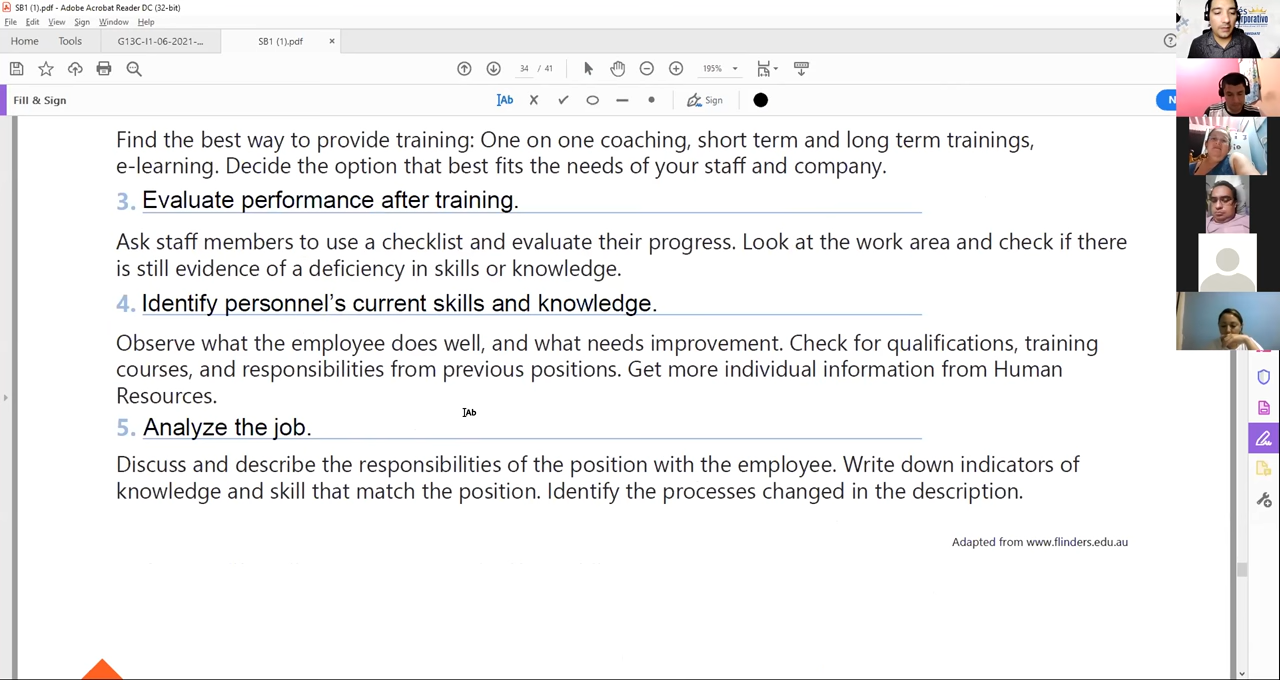 SB1 (1).pdf - Adobe Acrobat Reader DC (32-bit)
File Edit View Sign Window Help
Home Tools G13C-I1-06-2021-... SB1 (1).pdf ×
34 / 41 195%
Fill & Sign
IAb Sign
Find the best way to provide training: One on one coaching, short term and long term trainings,
e-learning. Decide the option that best fits the needs of your staff and company.
3. Evaluate performance after training.
Ask staff members to use a checklist and evaluate their progress. Look at the work area and check if there
is still evidence of a deficiency in skills or knowledge.
4. Identify personnel’s current skills and knowledge.
Observe what the employee does well, and what needs improvement. Check for qualifications, training
courses, and responsibilities from previous positions. Get more individual information from Human
Resources.
IAb
5. Analyze the job.
Discuss and describe the responsibilities of the position with the employee. Write down indicators of
knowledge and skill that match the position. Identify the processes changed in the description.
Adapted from www.flinders.edu.au